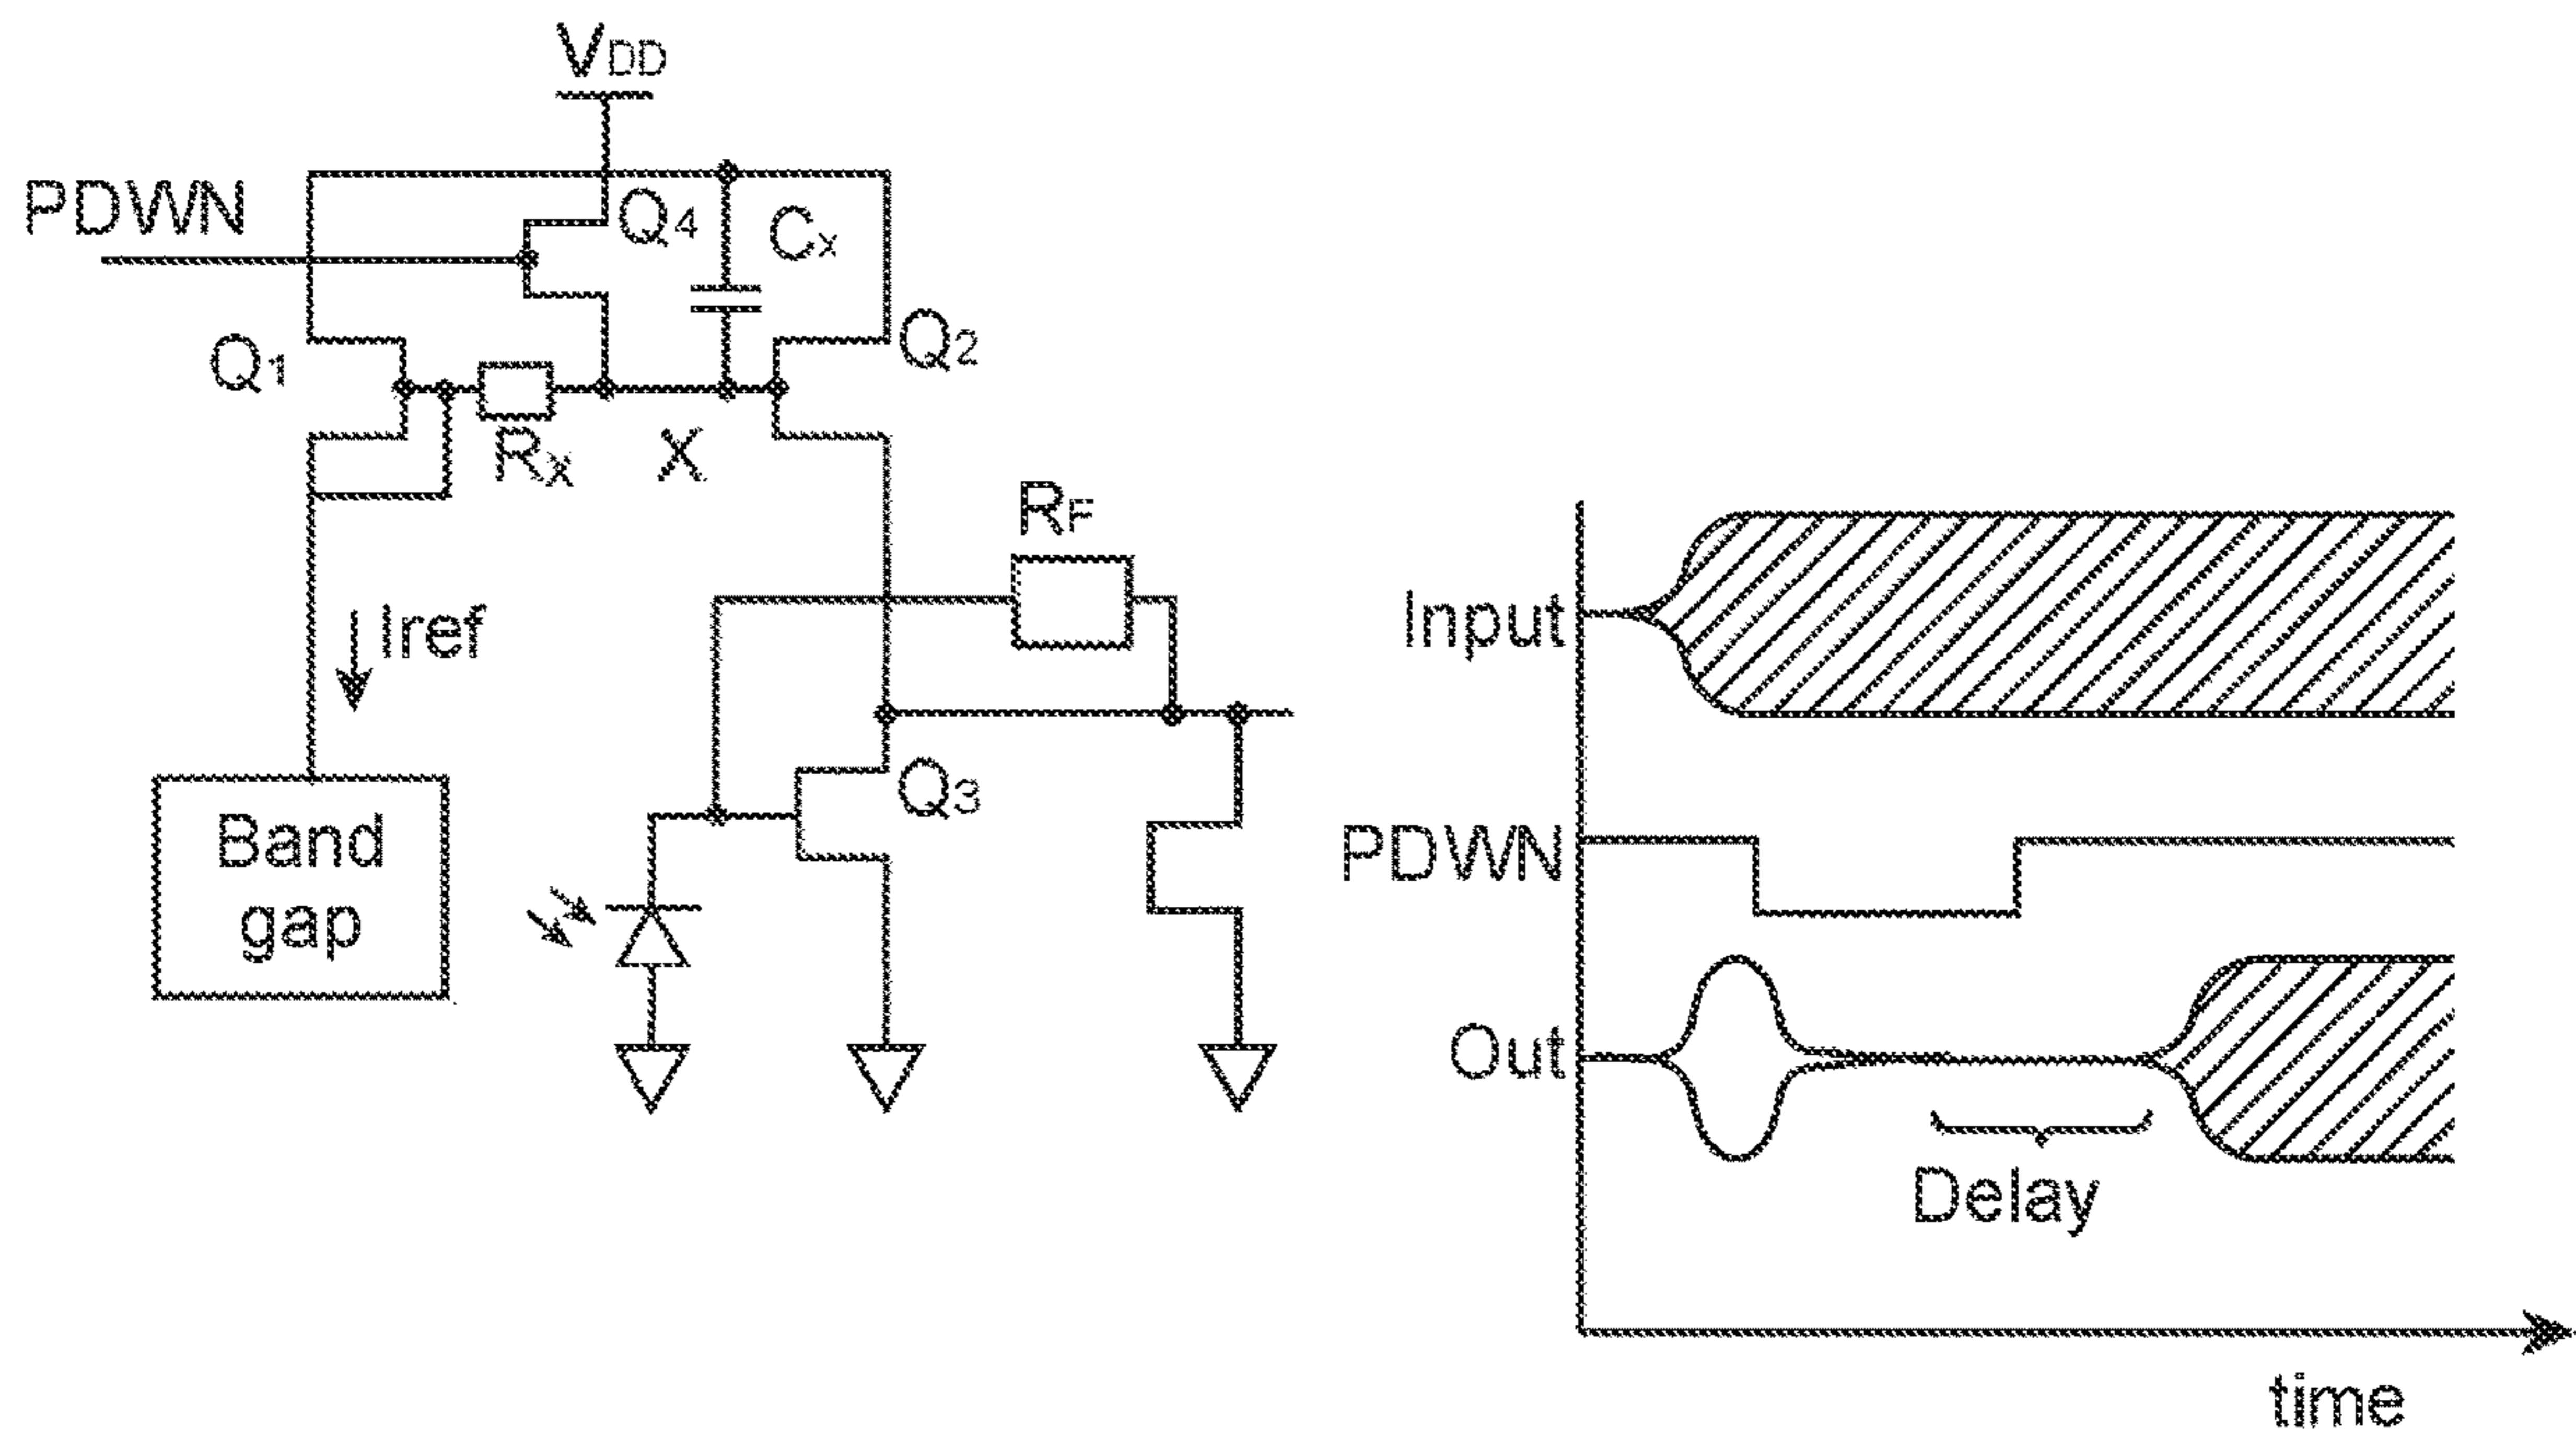 VDD
PDWN
Q4
Cx
Q1
Q2
Rx
X
RF
Iref
Band
gap
Q3
Input
PDWN
Out
Delay
time